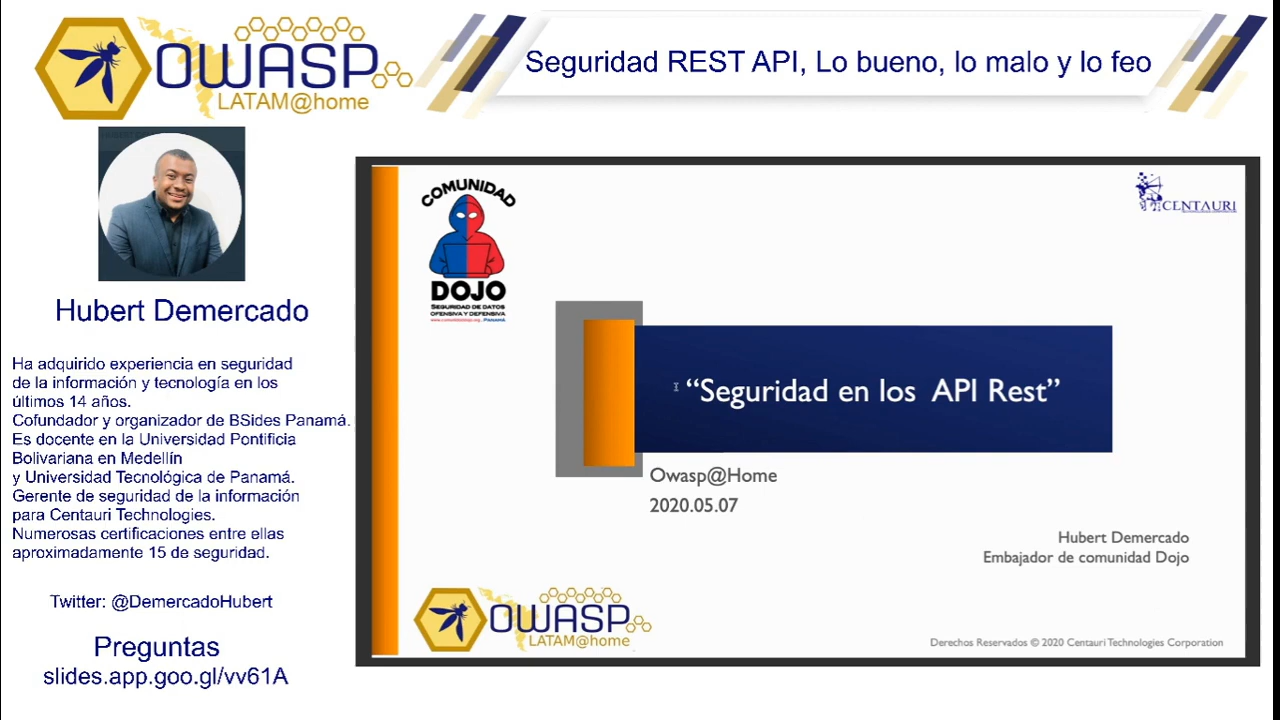 OWASP
LATAM@home
Seguridad REST API, Lo bueno, lo malo y lo feo
Hubert Demercado
Ha adquirido experiencia en seguridad
de la información y tecnología en los
últimos 14 años.
Cofundador y organizador de BSides Panamá.
Es docente en la Universidad Pontificia
Bolivariana en Medellín
y Universidad Tecnológica de Panamá.
Gerente de seguridad de la información
para Centauri Technologies.
Numerosas certificaciones entre ellas
aproximadamente 15 de seguridad.
Twitter: @DemercadoHubert
Preguntas
slides.app.goo.gl/vv61A
COMUNIDAD
DOJO
SEGURIDAD DE DATOS
OFENSIVA Y DEFENSIVA
CENTAURI
“Seguridad en los API Rest”
Owasp@Home
2020.05.07
Hubert Demercado
Embajador de comunidad Dojo
OWASP
LATAM@home
Derechos Reservados © 2020 Centauri Technologies Corporation